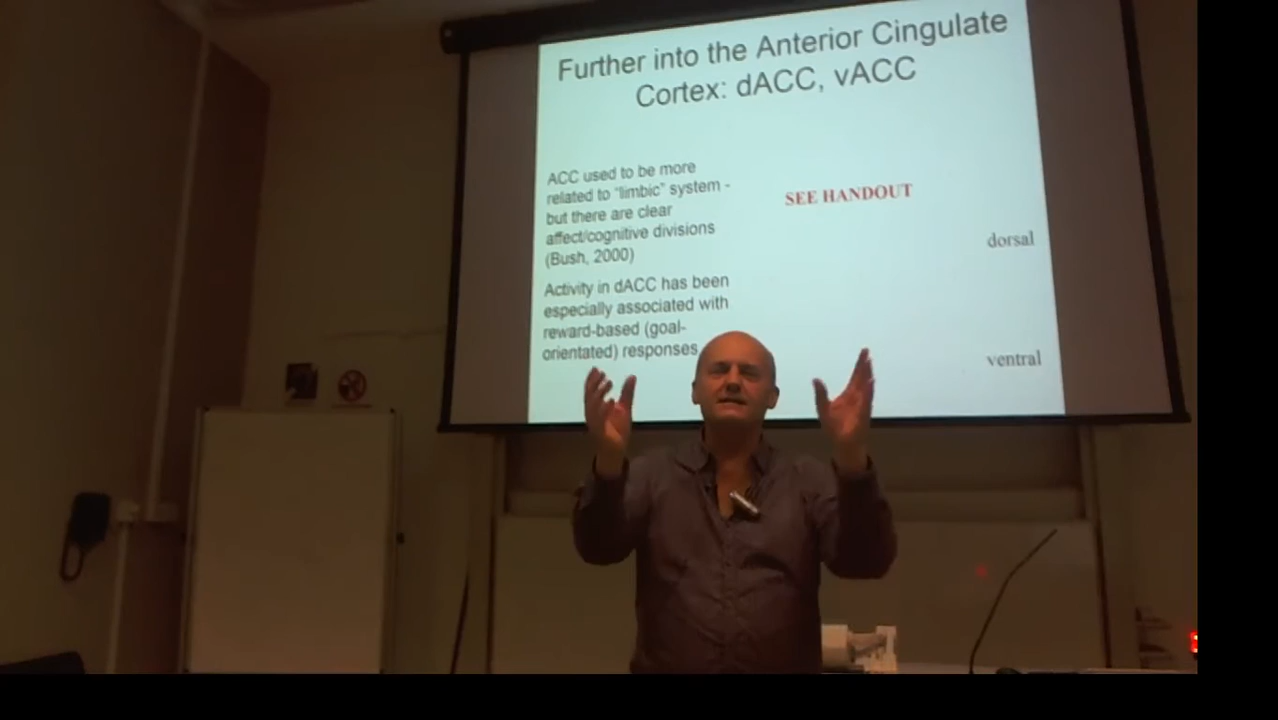 Further into the Anterior Cingulate
Cortex: dACC, vACC
ACC used to be more
related to "limbic" system -
but there are clear
affect/cognitive divisions
(Bush, 2000)
Activity in dACC has been
especially associated with
reward-based (goal-
orientated) responses
SEE HANDOUT
dorsal
ventral